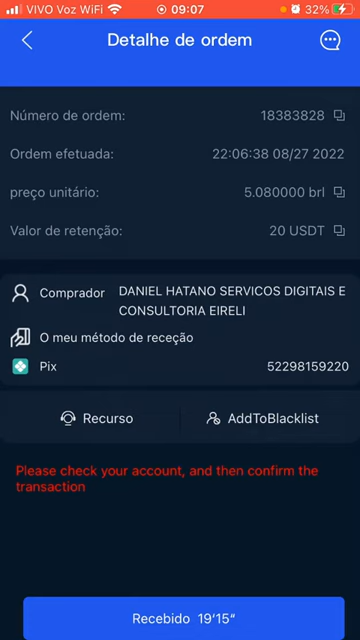 VIVO Voz WiFi 09:07 32%
Detalhe de ordem
Número de ordem: 18383828
Ordem efetuada: 22:06:38 08/27 2022
preço unitário: 5.080000 brl
Valor de retenção: 20 USDT
Comprador DANIEL HATANO SERVICOS DIGITAIS E
CONSULTORIA EIRELI
O meu método de receção
Pix 52298159220
Recurso AddToBlacklist
Please check your account, and then confirm the
transaction
Recebido 19'15“